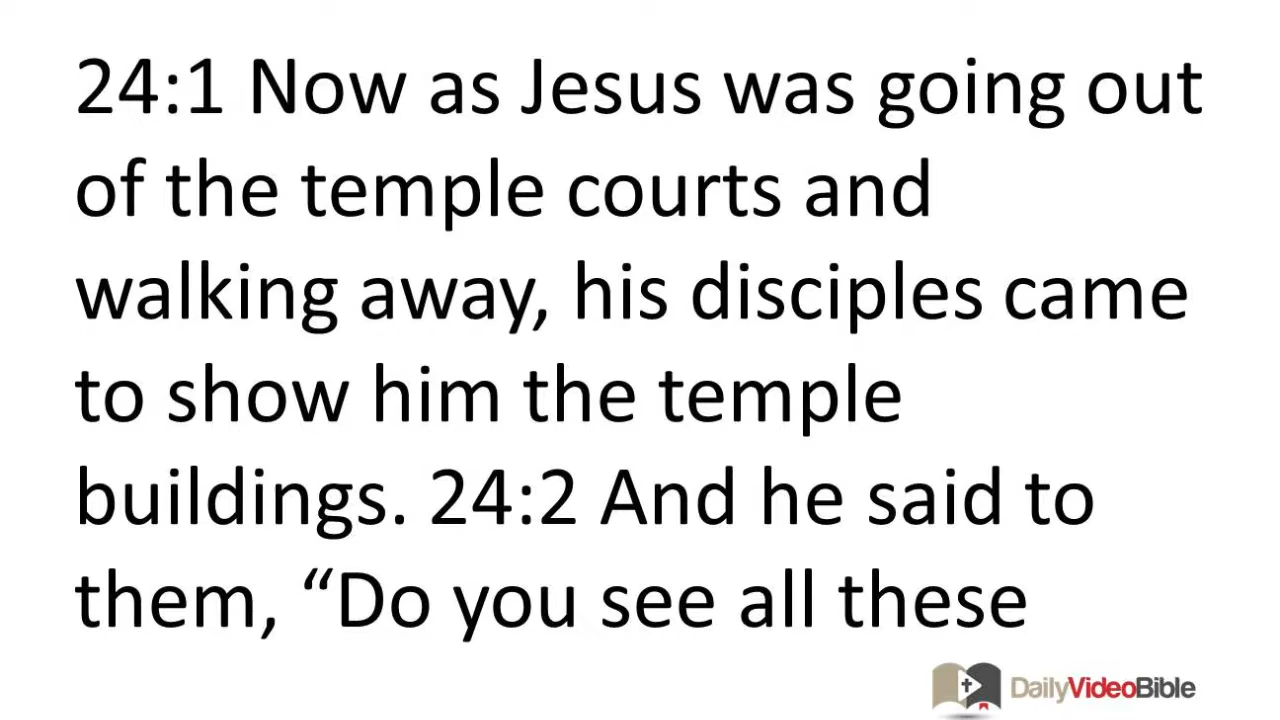 24:1 Now as Jesus was going out
of the temple courts and
walking away, his disciples came
to show him the temple
buildings. 24:2 And he said to
them, “Do you see all these
DailyVideoBible